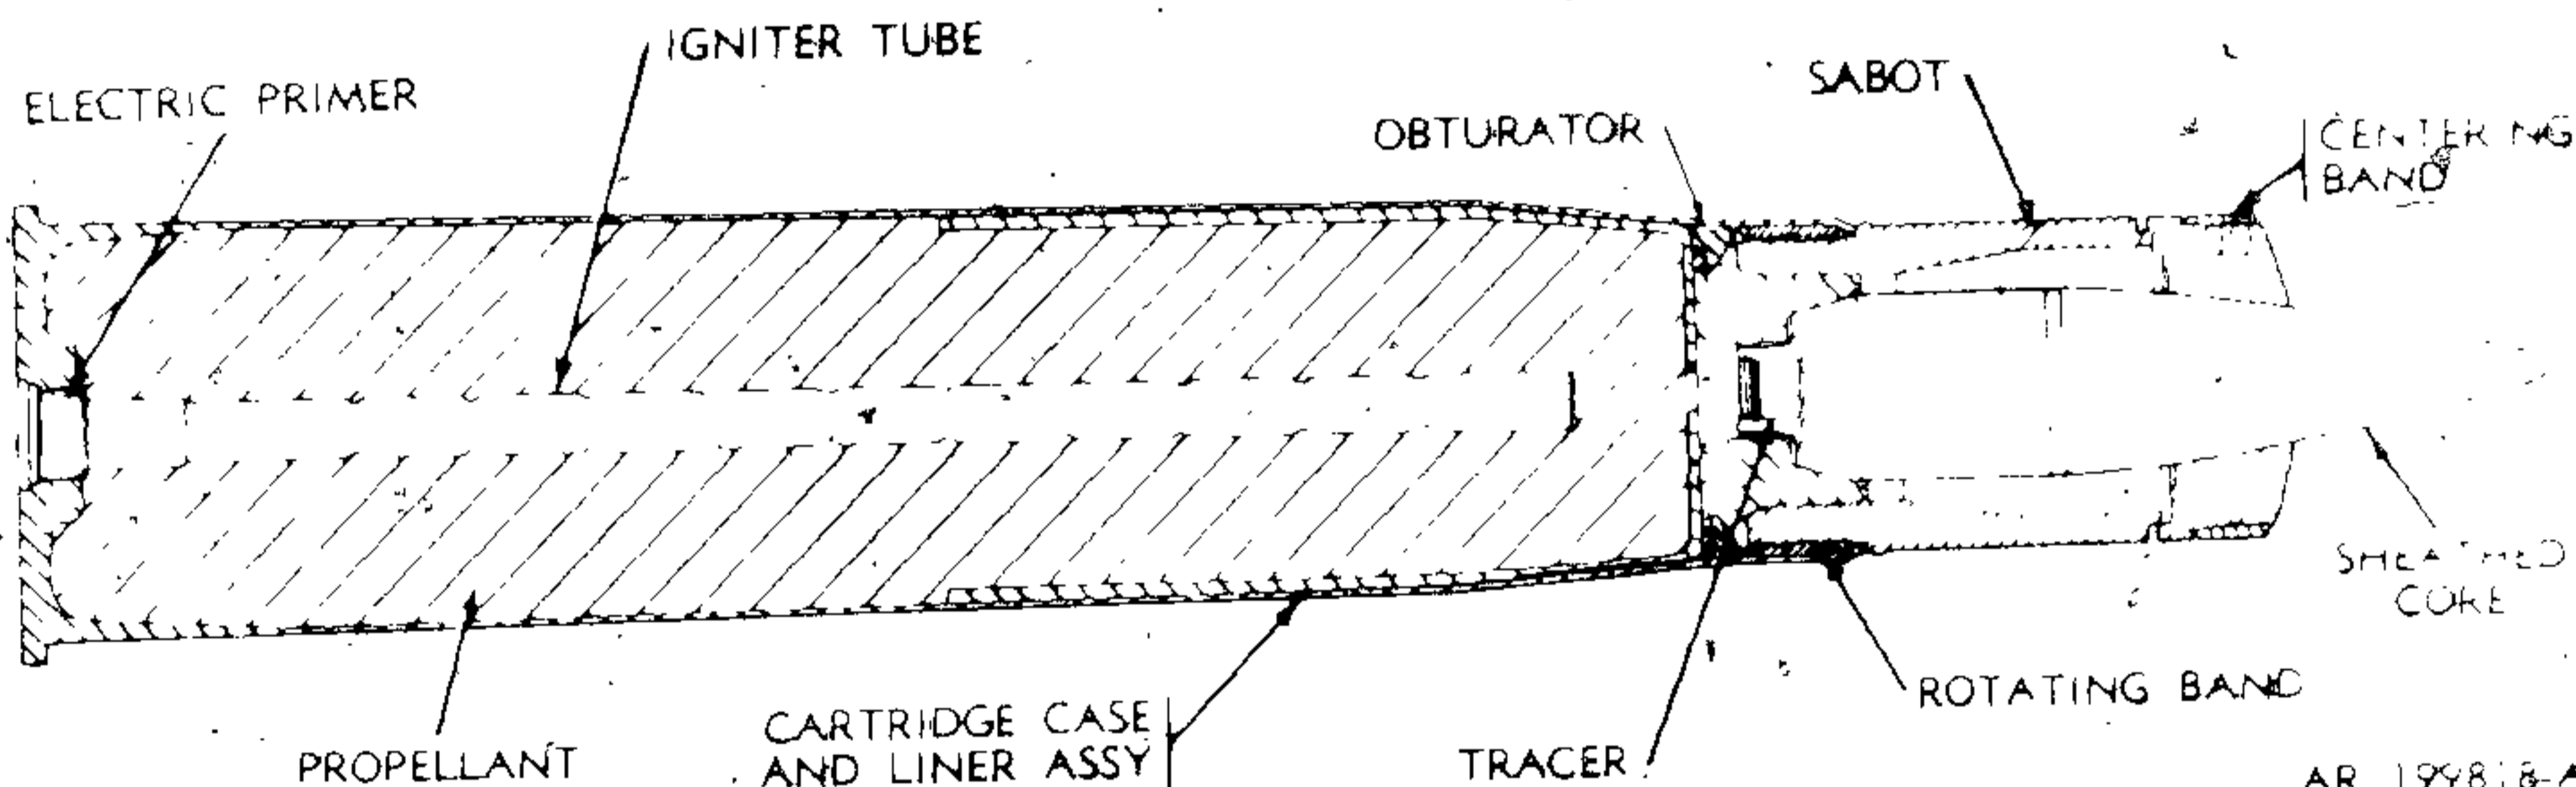 IGNITER TUBE
ELECTRIC PRIMER
SABOT
OBTURATOR
CENTERING
BAND
SHEATHED
CORE
ROTATING BAND
CARTRIDGE CASE
AND LINER ASSY
PROPELLANT
TRACER